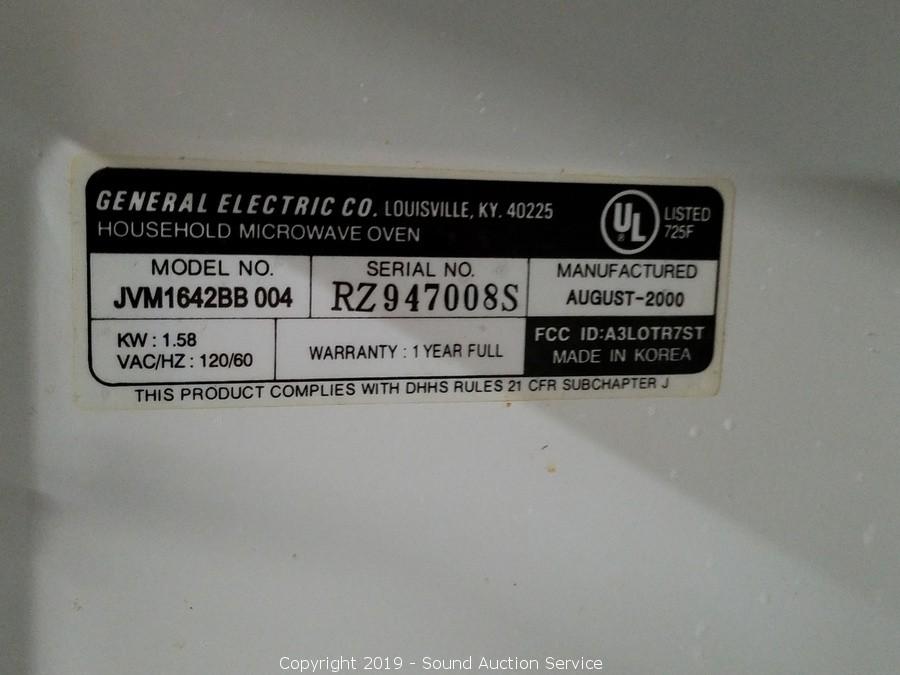 GENERAL ELECTRIC CO. LOUISVILLE, KY. 40225
HOUSEHOLD MICROWAVE OVEN
UL ® LISTED
725F
MODEL NO.
JVM1642BB 004
SERIAL NO.
RZ947008S
MANUFACTURED
AUGUST-2000
KW : 1.58
VAC/HZ : 120/60
WARRANTY : 1 YEAR FULL
FCC ID:A3LOTR7ST
MADE IN KOREA
THIS PRODUCT COMPLIES WITH DHHS RULES 21 CFR SUBCHAPTER J
Copyright 2019 - Sound Auction Service